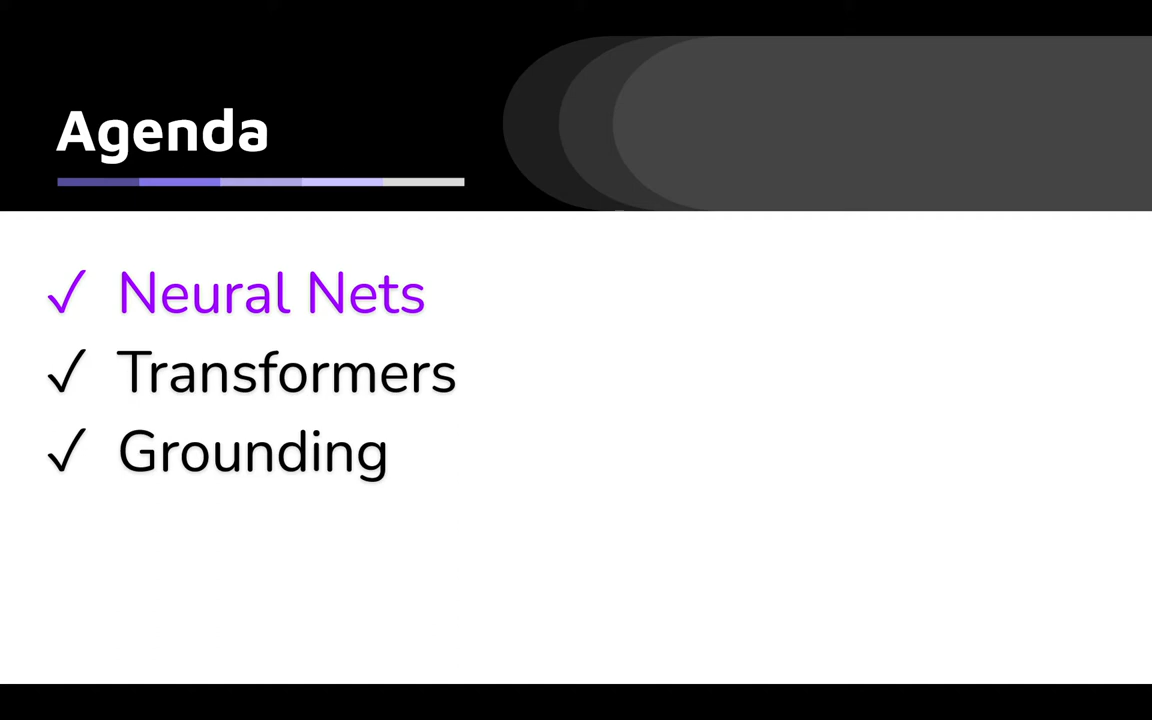 Agenda
✓ Neural Nets
✓ Transformers
✓ Grounding